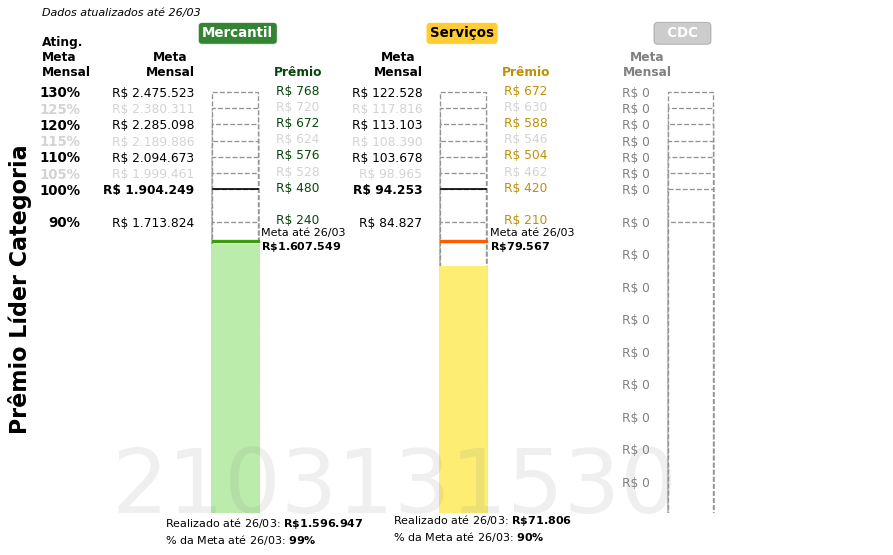 Dados atualizados até 26/03
Mercantil Serviços CDC
Ating. Meta Mensal Meta Mensal Prêmio Meta Mensal Prêmio Meta Mensal
130% R$ 2.475.523 R$ 768 R$ 122.528 R$ 672 R$ 0
125% R$ 2.380.311 R$ 720 R$ 117.816 R$ 630 R$ 0
120% R$ 2.285.098 R$ 672 R$ 113.103 R$ 588 R$ 0
115% R$ 2.189.886 R$ 624 R$ 108.390 R$ 546 R$ 0
110% R$ 2.094.673 R$ 576 R$ 103.678 R$ 504 R$ 0
105% R$ 1.999.461 R$ 528 R$ 98.965 R$ 462 R$ 0
100% R$ 1.904.249 R$ 480 R$ 94.253 R$ 420 R$ 0
90% R$ 1.713.824 R$ 240 R$ 84.827 R$ 210 R$ 0
Meta até 26/03 Meta até 26/03
R$1.607.549 R$79.567
R$ 0
R$ 0
R$ 0
R$ 0
R$ 0
R$ 0
R$ 0
R$ 0
Prêmio Líder Categoria
2103131530
Realizado até 26/03: R$1.596.947 Realizado até 26/03: R$71.806
% da Meta até 26/03: 99% % da Meta até 26/03: 90%